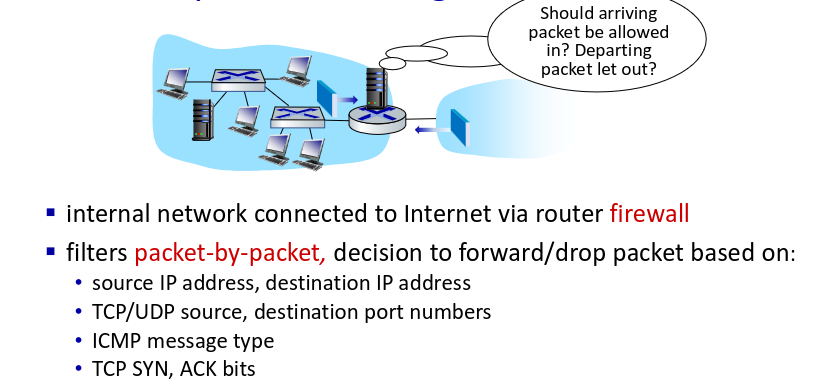 Should arriving
packet be allowed
in? Departing
packet let out?
internal network connected to Internet via router firewall
filters packet-by-packet, decision to forward/drop packet based on:
source IP address, destination IP address
TCP/UDP source, destination port numbers
ICMP message type
TCP SYN, ACK bits